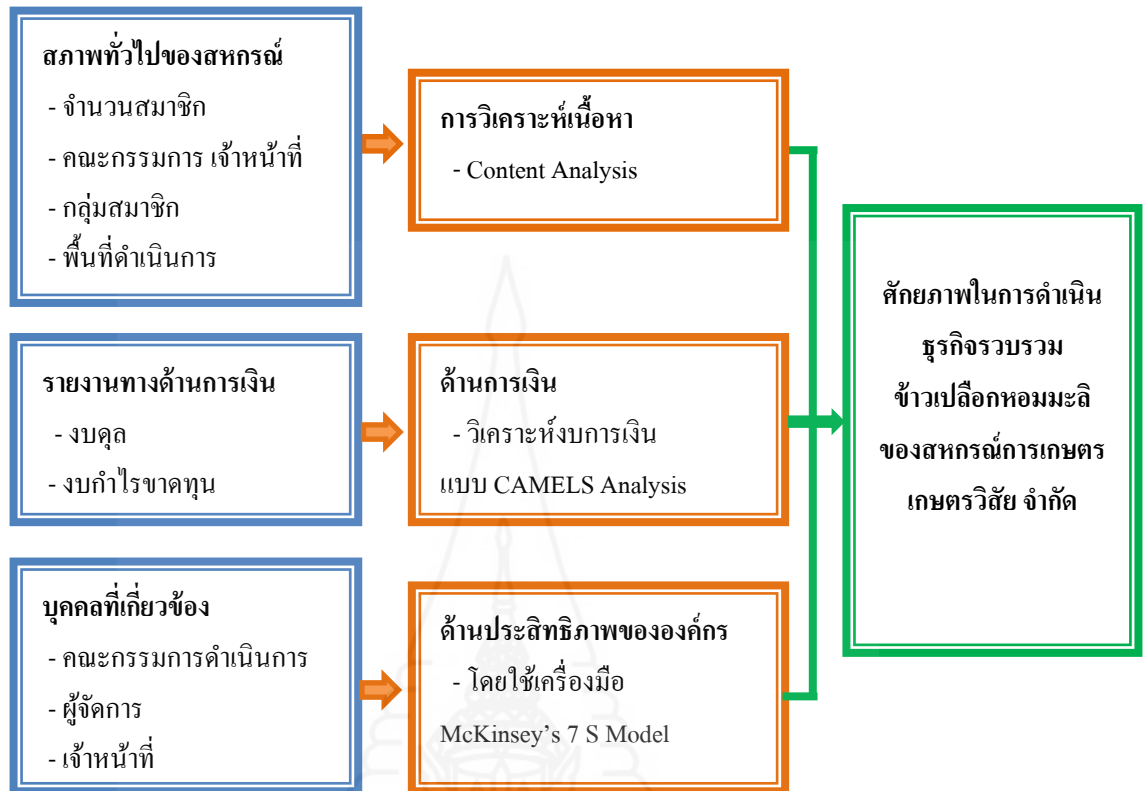 สภาพทั่วไปของสหกรณ์
- จำนวนสมาชิก
- คณะกรรมการ เจ้าหน้าที่
- กลุ่มสมาชิก
- พื้นที่ดำเนินการ
การวิเคราะห์เนื้อหา
- Content Analysis
รายงานทางด้านการเงิน
- งบดุล
- งบกำไรขาดทุน
ด้านการเงิน
- วิเคราะห์งบการเงิน
แบบ CAMELS Analysis
บุคคลที่เกี่ยวข้อง
- คณะกรรมการดำเนินการ
- ผู้จัดการ
- เจ้าหน้าที่
ด้านประสิทธิภาพขององค์กร
- โดยใช้เครื่องมือ
McKinsey’s 7 S Model
ศักยภาพในการดำเนิน
ธุรกิจรวบรวม
ข้าวเปลือกหอมมะลิ
ของสหกรณ์การเกษตร
เกษตรวิสัย จำกัด